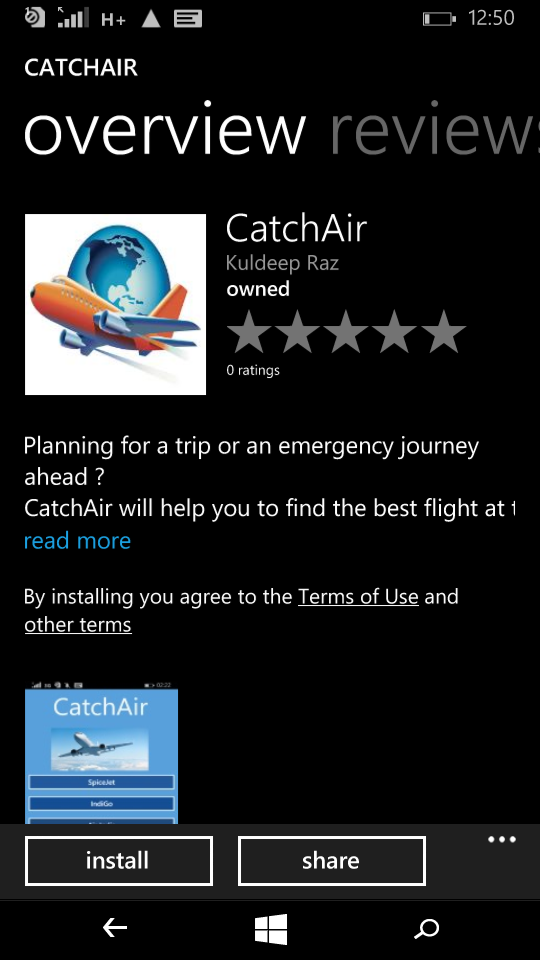 H+ 12:50
CATCHAIR
overview reviews
CatchAir
Kuldeep Raz
owned
0 ratings
Planning for a trip or an emergency journey
ahead ?
CatchAir will help you to find the best flight at t
read more
By installing you agree to the Terms of Use and
other terms
02:22
CatchAir
SpiceJet
IndiGo
install share